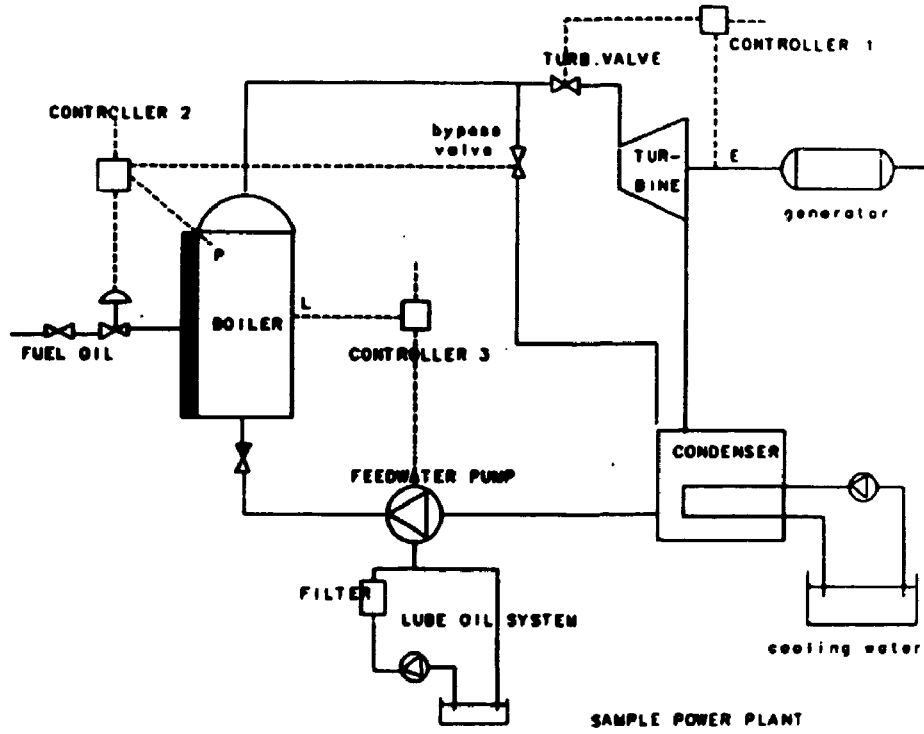 CONTROLLER 1
TURB.VALVE
CONTROLLER 2
bypass
valve
TUR-
BINE
E
generator
P
L
BOILER
FUEL OIL
CONTROLLER 3
CONDENSER
FEEDWATER PUMP
FILTER
LUBE OIL SYSTEM
cooling water
SAMPLE POWER PLANT